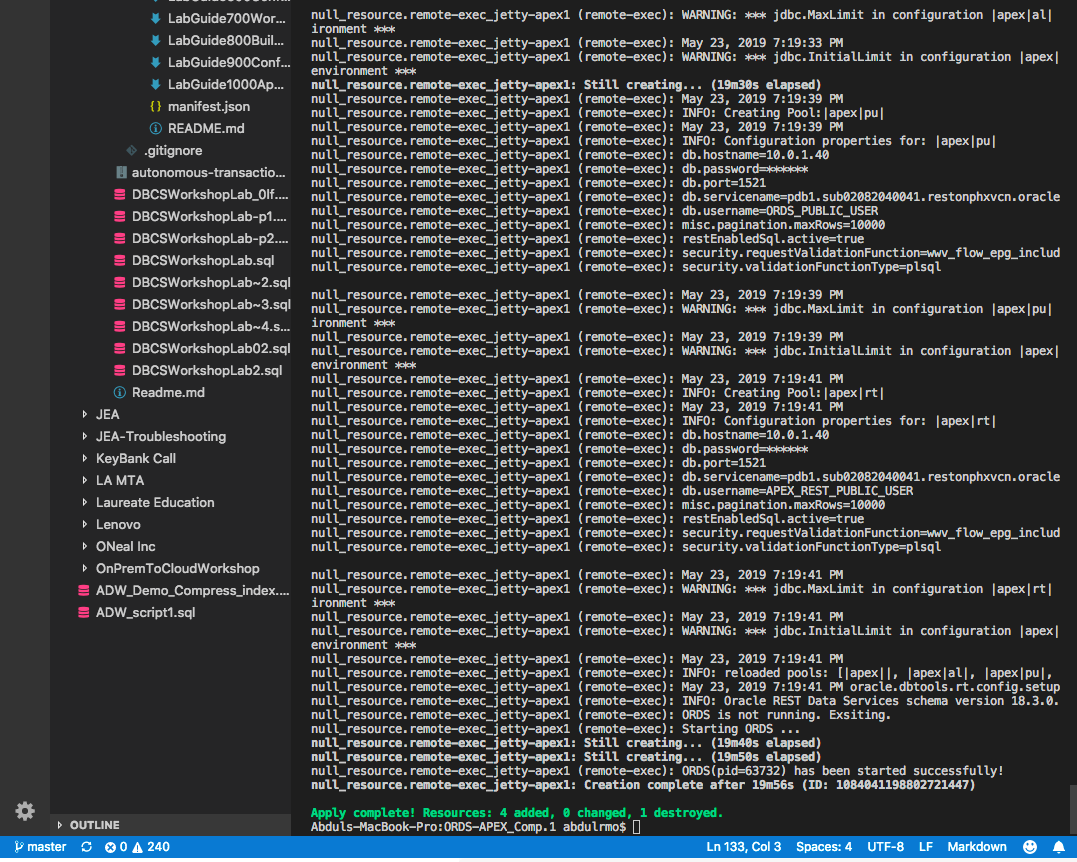 LabGuide700Wor...
LabGuide800Buil...
LabGuide900Conf...
LabGuide1000Ap...
{} manifest.json
README.md
.gitignore
autonomous-transactio...
DBCSWorkshopLab_0lf....
DBCSWorkshopLab-p1....
DBCSWorkshopLab-p2....
DBCSWorkshopLab.sql
DBCSWorkshopLab~2.sql
DBCSWorkshopLab~3.sql
DBCSWorkshopLab~4.s...
DBCSWorkshopLab02.sql
DBCSWorkshopLab2.sql
Readme.md
JEA
JEA-Troubleshooting
KeyBank Call
LA MTA
Laureate Education
Lenovo
ONeal Inc
OnPremToCloudWorkshop
ADW_Demo_Compress_index....
ADW_script1.sql
OUTLINE
null_resource.remote-exec_jetty-apex1 (remote-exec): WARNING: *** jdbc.MaxLimit in configuration |apex|al|
ironment ***
null_resource.remote-exec_jetty-apex1 (remote-exec): May 23, 2019 7:19:33 PM
null_resource.remote-exec_jetty-apex1 (remote-exec): WARNING: *** jdbc.InitialLimit in configuration |apex|
environment ***
null_resource.remote-exec_jetty-apex1: Still creating... (19m30s elapsed)
null_resource.remote-exec_jetty-apex1 (remote-exec): May 23, 2019 7:19:39 PM
null_resource.remote-exec_jetty-apex1 (remote-exec): INFO: Creating Pool:|apex|pu|
null_resource.remote-exec_jetty-apex1 (remote-exec): May 23, 2019 7:19:39 PM
null_resource.remote-exec_jetty-apex1 (remote-exec): INFO: Configuration properties for: |apex|pu|
null_resource.remote-exec_jetty-apex1 (remote-exec): db.hostname=10.0.1.40
null_resource.remote-exec_jetty-apex1 (remote-exec): db.password=******
null_resource.remote-exec_jetty-apex1 (remote-exec): db.port=1521
null_resource.remote-exec_jetty-apex1 (remote-exec): db.servicename=pdb1.sub02082040041.restonphxvcn.oracle
null_resource.remote-exec_jetty-apex1 (remote-exec): db.username=ORDS_PUBLIC_USER
null_resource.remote-exec_jetty-apex1 (remote-exec): misc.pagination.maxRows=10000
null_resource.remote-exec_jetty-apex1 (remote-exec): restEnabledSql.active=true
null_resource.remote-exec_jetty-apex1 (remote-exec): security.requestValidationFunction=wwv_flow_epg_includ
null_resource.remote-exec_jetty-apex1 (remote-exec): security.validationFunctionType=plsql
null_resource.remote-exec_jetty-apex1 (remote-exec): May 23, 2019 7:19:39 PM
null_resource.remote-exec_jetty-apex1 (remote-exec): WARNING: *** jdbc.MaxLimit in configuration |apex|pu|
ironment ***
null_resource.remote-exec_jetty-apex1 (remote-exec): May 23, 2019 7:19:39 PM
null_resource.remote-exec_jetty-apex1 (remote-exec): WARNING: *** jdbc.InitialLimit in configuration |apex|
environment ***
null_resource.remote-exec_jetty-apex1 (remote-exec): May 23, 2019 7:19:41 PM
null_resource.remote-exec_jetty-apex1 (remote-exec): INFO: Creating Pool:|apex|rt|
null_resource.remote-exec_jetty-apex1 (remote-exec): May 23, 2019 7:19:41 PM
null_resource.remote-exec_jetty-apex1 (remote-exec): INFO: Configuration properties for: |apex|rt|
null_resource.remote-exec_jetty-apex1 (remote-exec): db.hostname=10.0.1.40
null_resource.remote-exec_jetty-apex1 (remote-exec): db.password=******
null_resource.remote-exec_jetty-apex1 (remote-exec): db.port=1521
null_resource.remote-exec_jetty-apex1 (remote-exec): db.servicename=pdb1.sub02082040041.restonphxvcn.oracle
null_resource.remote-exec_jetty-apex1 (remote-exec): db.username=APEX_REST_PUBLIC_USER
null_resource.remote-exec_jetty-apex1 (remote-exec): misc.pagination.maxRows=10000
null_resource.remote-exec_jetty-apex1 (remote-exec): restEnabledSql.active=true
null_resource.remote-exec_jetty-apex1 (remote-exec): security.requestValidationFunction=wwv_flow_epg_includ
null_resource.remote-exec_jetty-apex1 (remote-exec): security.validationFunctionType=plsql
null_resource.remote-exec_jetty-apex1 (remote-exec): May 23, 2019 7:19:41 PM
null_resource.remote-exec_jetty-apex1 (remote-exec): WARNING: *** jdbc.MaxLimit in configuration |apex|rt|
ironment ***
null_resource.remote-exec_jetty-apex1 (remote-exec): May 23, 2019 7:19:41 PM
null_resource.remote-exec_jetty-apex1 (remote-exec): WARNING: *** jdbc.InitialLimit in configuration |apex|
environment ***
null_resource.remote-exec_jetty-apex1 (remote-exec): May 23, 2019 7:19:41 PM
null_resource.remote-exec_jetty-apex1 (remote-exec): INFO: reloaded pools: [|apex||, |apex|al|, |apex|pu|,
null_resource.remote-exec_jetty-apex1 (remote-exec): May 23, 2019 7:19:41 PM oracle.dbtools.rt.config.setup
null_resource.remote-exec_jetty-apex1 (remote-exec): INFO: Oracle REST Data Services schema version 18.3.0.
null_resource.remote-exec_jetty-apex1 (remote-exec): ORDS is not running. Exsiting.
null_resource.remote-exec_jetty-apex1 (remote-exec): Starting ORDS ...
null_resource.remote-exec_jetty-apex1: Still creating... (19m40s elapsed)
null_resource.remote-exec_jetty-apex1: Still creating... (19m50s elapsed)
null_resource.remote-exec_jetty-apex1 (remote-exec): ORDS(pid=63732) has been started successfully!
null_resource.remote-exec_jetty-apex1: Creation complete after 19m56s (ID: 1084041198802721447)
Apply complete! Resources: 4 added, 0 changed, 1 destroyed.
Abduls-MacBook-Pro:ORDS-APEX_Comp.1 abdulrmo$
master 0 240 Ln 133, Col 3 Spaces: 4 UTF-8 LF Markdown